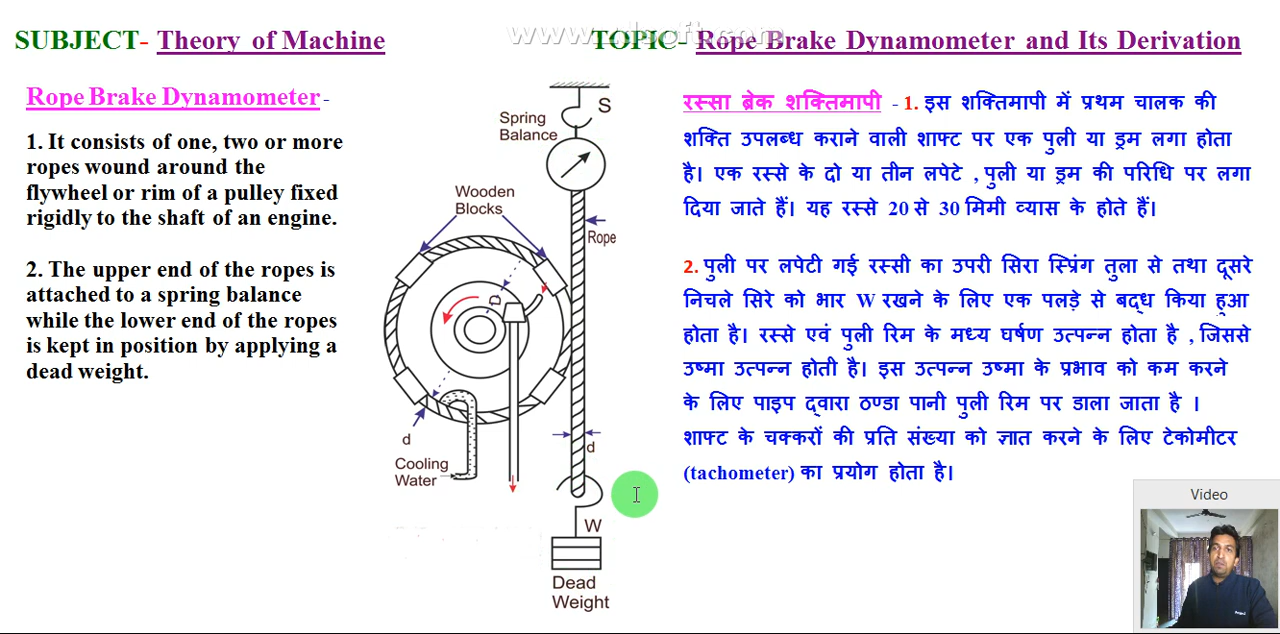 SUBJECT- Theory of Machine
TOPIC- Rope Brake Dynamometer and Its Derivation
Rope Brake Dynamometer -
1. It consists of one, two or more
ropes wound around the
flywheel or rim of a pulley fixed
rigidly to the shaft of an engine.
2. The upper end of the ropes is
attached to a spring balance
while the lower end of the ropes
is kept in position by applying a
dead weight.
S
Spring
Balance
Wooden
Blocks
Rope
D
d
d
Cooling
Water
W
Dead
Weight
रस्सा ब्रेक शक्तिमापी - 1. इस शक्तिमापी में प्रथम चालक की
शक्ति उपलब्ध कराने वाली शाफ्ट पर एक पुली या ड्रम लगा होता
है। एक रस्से के दो या तीन लपेटे , पुली या ड्रम की परिधि पर लगा
दिया जाते हैं। यह रस्से 20 से 30 मिमी व्यास के होते हैं।
2. पुली पर लपेटी गई रस्सी का उपरी सिरा स्प्रिंग तुला से तथा दूसरे
निचले सिरे को भार W रखने के लिए एक पलड़े से बद्ध किया हुआ
होता है। रस्से एवं पुली रिम के मध्य घर्षण उत्पन्न होता है , जिससे
उष्मा उत्पन्न होती है। इस उत्पन्न उष्मा के प्रभाव को कम करने
के लिए पाइप द्वारा ठण्डा पानी पुली रिम पर डाला जाता है ।
शाफ्ट के चक्करों की प्रति संख्या को ज्ञात करने के लिए टेकोमीटर
(tachometer) का प्रयोग होता है।
Video